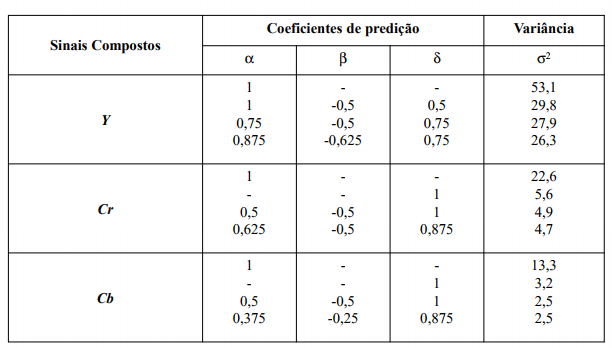 Sinais Compostos Coeficientes de predição Variância
α β δ σ²
Y
1 - - 53,1
1 -0,5 0,5 29,8
0,75 -0,5 0,75 27,9
0,875 -0,625 0,75 26,3
Cr
1 - - 22,6
- - 1 5,6
0,5 -0,5 1 4,9
0,625 -0,5 0,875 4,7
Cb
1 - - 13,3
- - 1 3,2
0,5 -0,5 1 2,5
0,375 -0,25 0,875 2,5